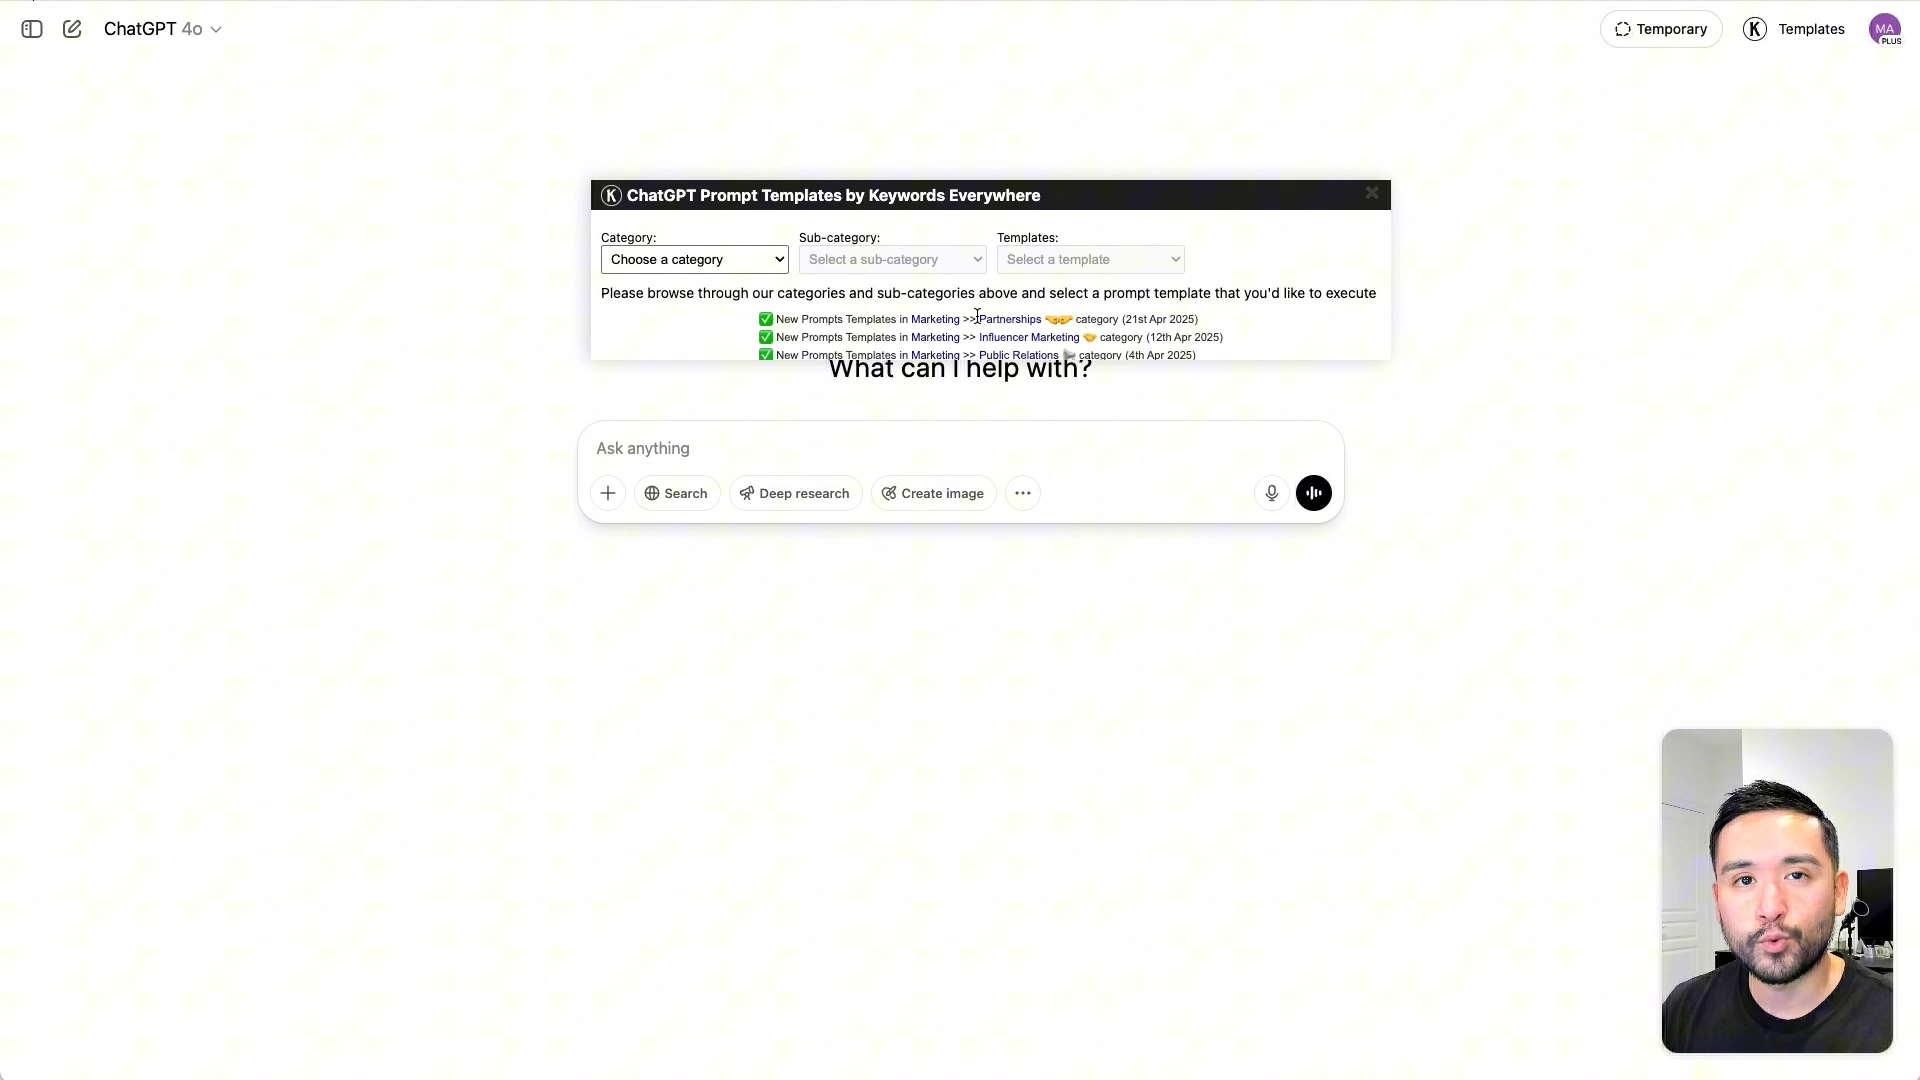 ChatGPT 4o
Temporary
Templates
MA
PLUS
K ChatGPT Prompt Templates by Keywords Everywhere
Category: Sub-category: Templates:
Choose a category Select a sub-category Select a template
Please browse through our categories and sub-categories above and select a prompt template that you'd like to execute
✅ New Prompts Templates in Marketing >> Partnerships 🤝 category (21st Apr 2025)
✅ New Prompts Templates in Marketing >> Influencer Marketing 🤝 category (12th Apr 2025)
✅ New Prompts Templates in Marketing >> Public Relations category (4th Apr 2025)
What can I help with?
Ask anything
Search Deep research Create image